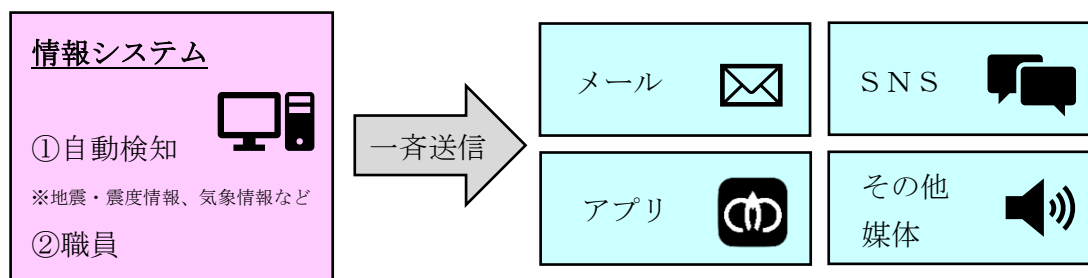 情報システム
①自動検知
※地震・震度情報、気象情報など
②職員
一斉送信
メール
ＳＮＳ
アプリ
その他
媒体